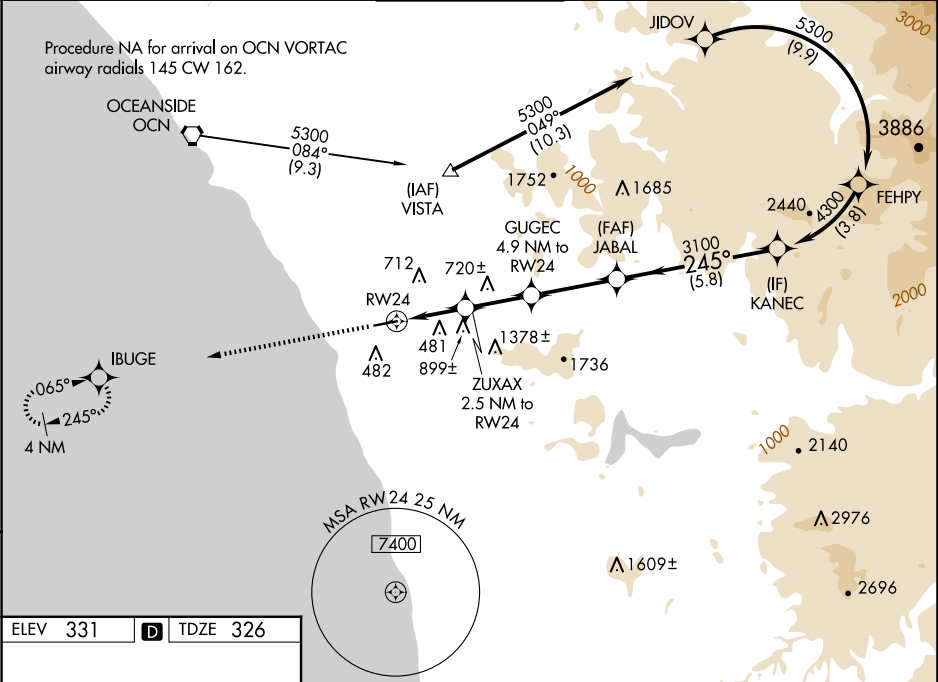 Procedure NA for arrival on OCN VORTAC
airway radials 145 CW 162.
JIDOV
5300
(9.9)
3000
OCEANSIDE
OCN
5300
084°
(9.3)
5300
049°
(10.3)
3886
(IAF)
VISTA
1752
1000
1685
2440
4300
(3.8)
FEHPY
GUGEC
4.9 NM to
RW24
(FAF)
JABAL
3100
245°
(5.8)
(IF)
KANEC
712
720±
RW24
2000
IBUGE
481
482
899±
1378±
1736
ZUXAX
2.5 NM to
RW24
065°
245°
4 NM
1000
2140
MSA RW24 25 NM
7400
2976
1609±
2696
ELEV 331 D TDZE 326